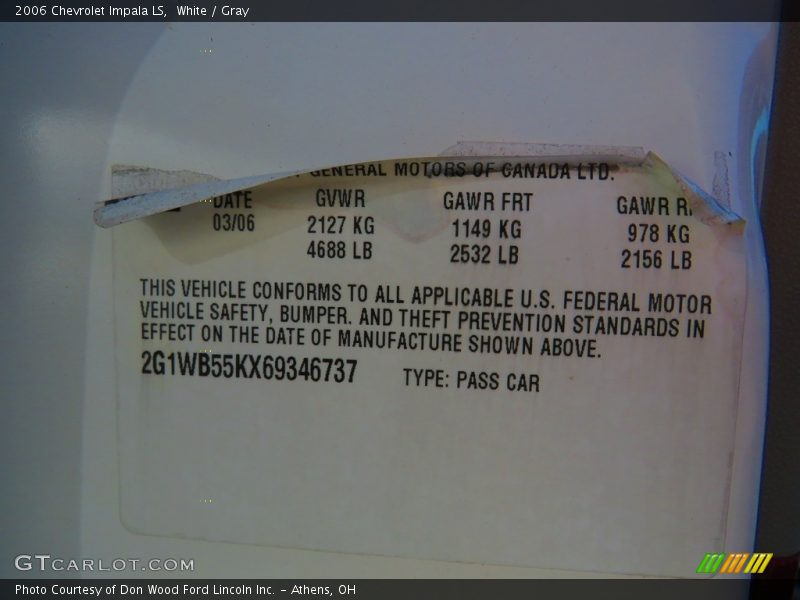 2006 Chevrolet Impala LS, White / Gray
GENERAL MOTORS OF CANADA LTD.
DATE GVWR GAWR FRT GAWR
03/06 2127 KG 1149 KG 978 KG
4688 LB 2532 LB 2156 LB
THIS VEHICLE CONFORMS TO ALL APPLICABLE U.S. FEDERAL MOTOR
VEHICLE SAFETY, BUMPER. AND THEFT PREVENTION STANDARDS IN
EFFECT ON THE DATE OF MANUFACTURE SHOWN ABOVE.
2G1WB55KX69346737 TYPE: PASS CAR
GTCARLOT.COM
Photo Courtesy of Don Wood Ford Lincoln Inc. - Athens, OH